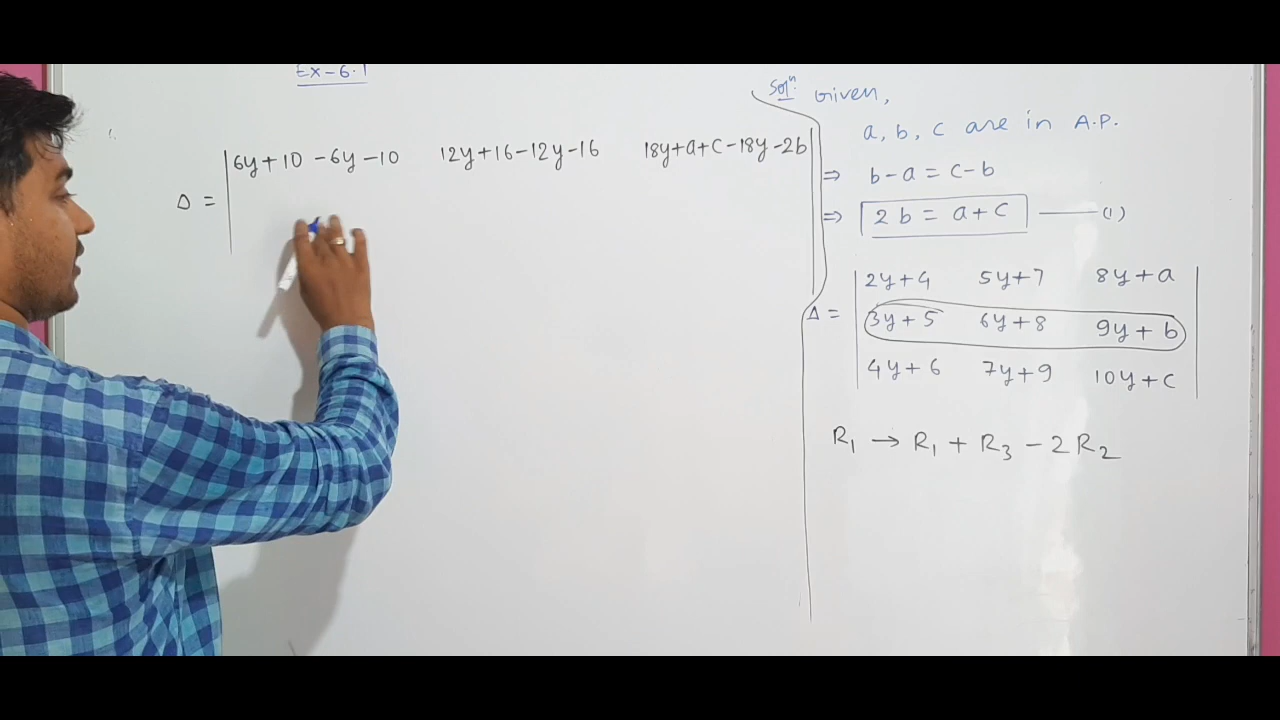 Ex-6.1
Δ = | 6y+10-6y-10 12y+16-12y-16 18y+a+c-18y-2b |
Solⁿ. Given,
a, b, c are in A.P.
⇒ b-a = c-b
⇒ 2b = a+c —— (1)
2y+4 5y+7 8y+a
Δ = 3y+5 6y+8 9y+b
4y+6 7y+9 10y+c
R₁ → R₁ + R₃ - 2R₂